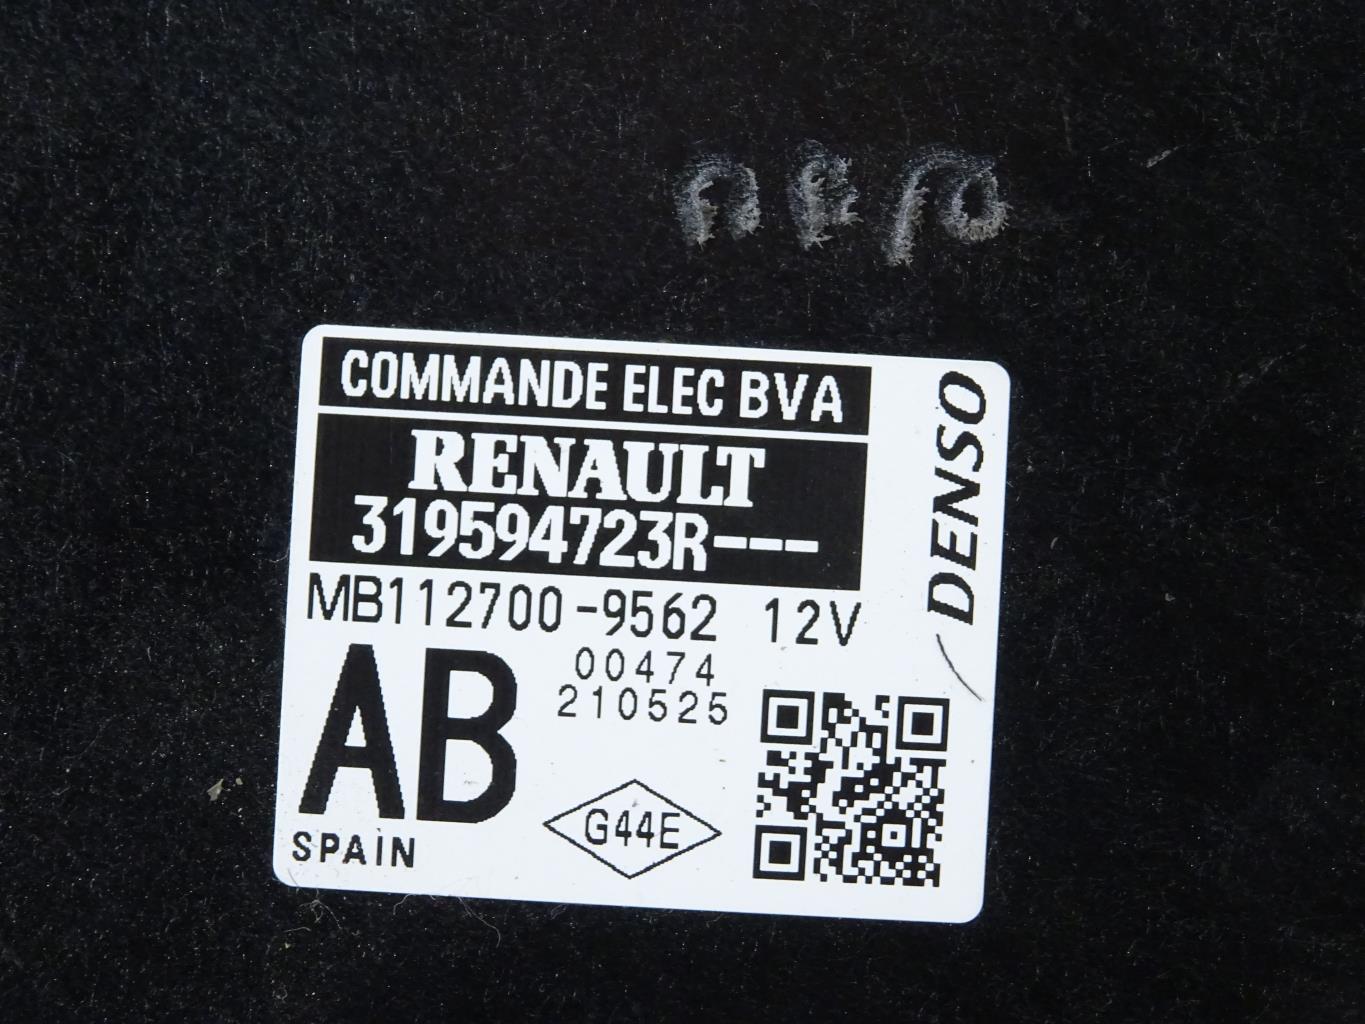 COMMANDE ELEC BVA
RENAULT
319594723R---
MB112700-9562 12V
00474
210525
AB
SPAIN
G44E
DENSO